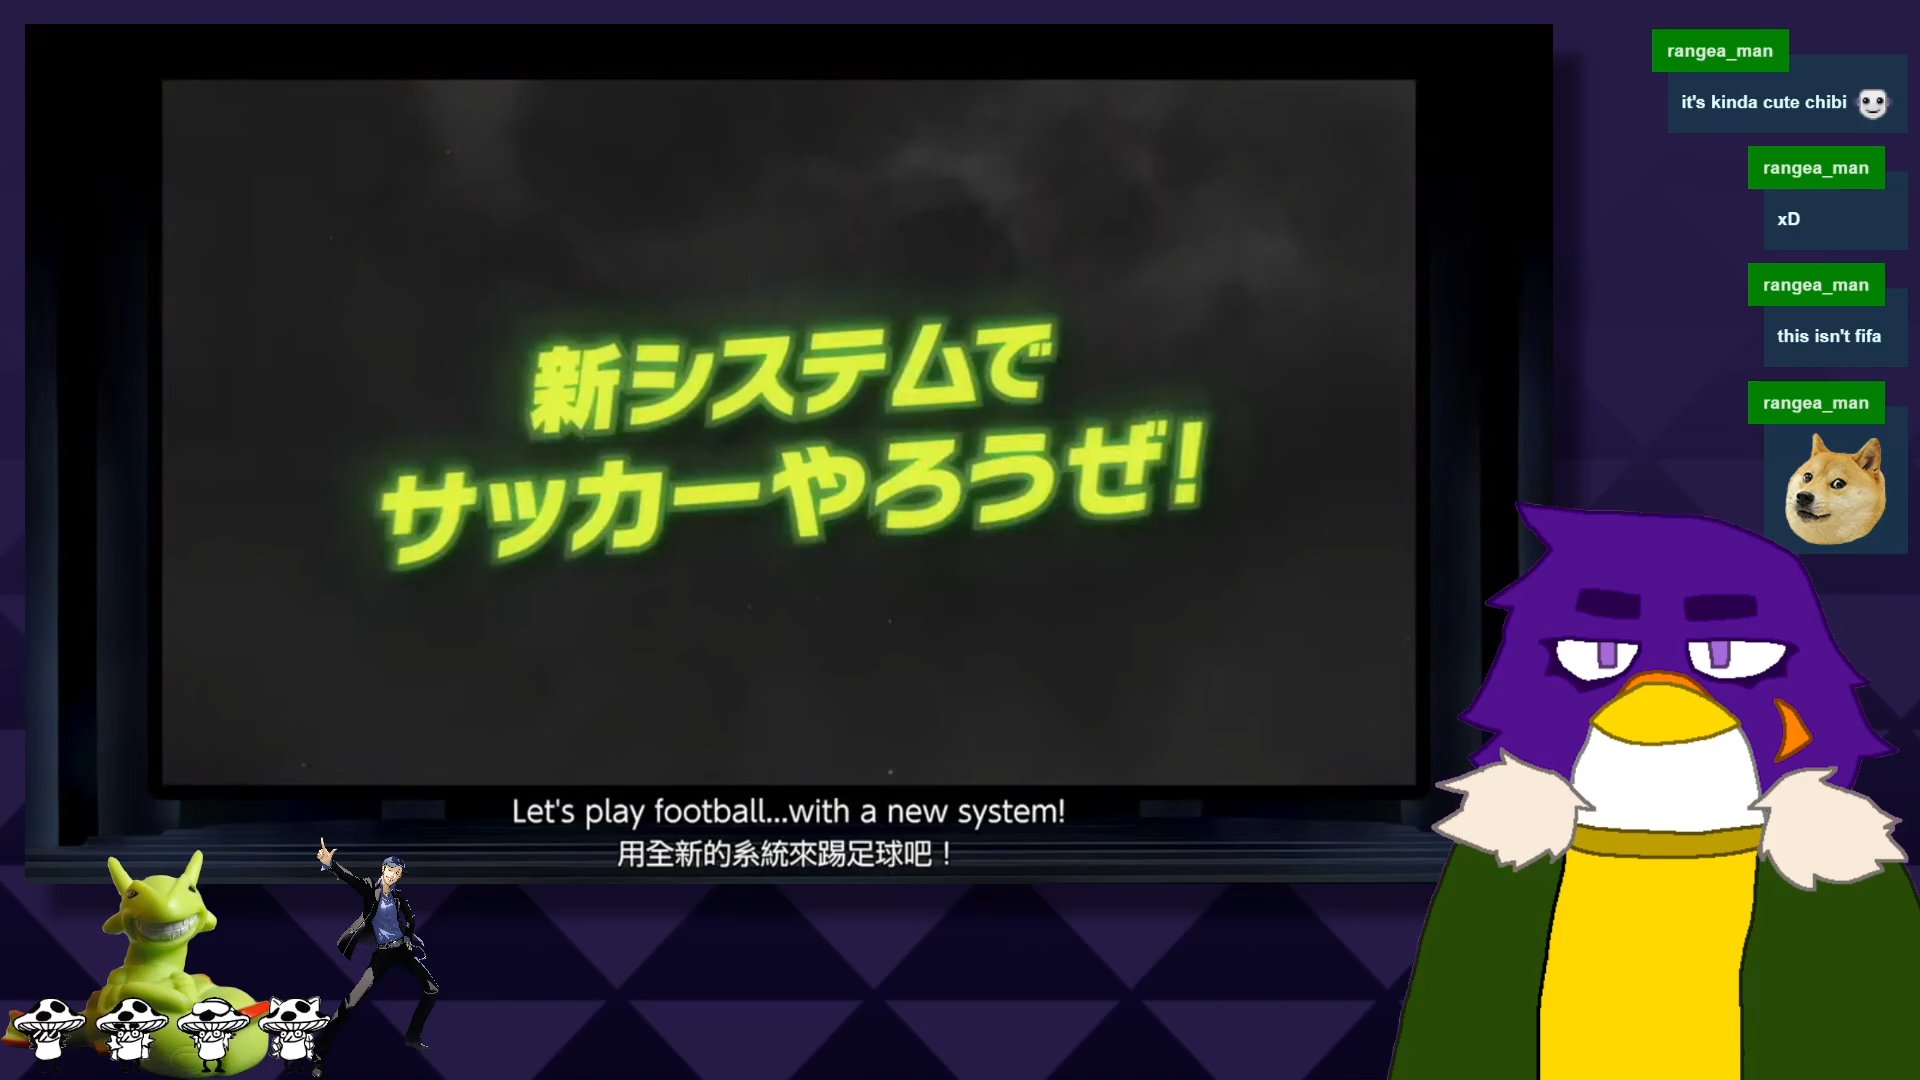 新システムで
サッカーやろうぜ!
Let's play football...with a new system!
用全新的系統來踢足球吧！
rangea_man
it's kinda cute chibi
rangea_man
xD
rangea_man
this isn't fifa
rangea_man